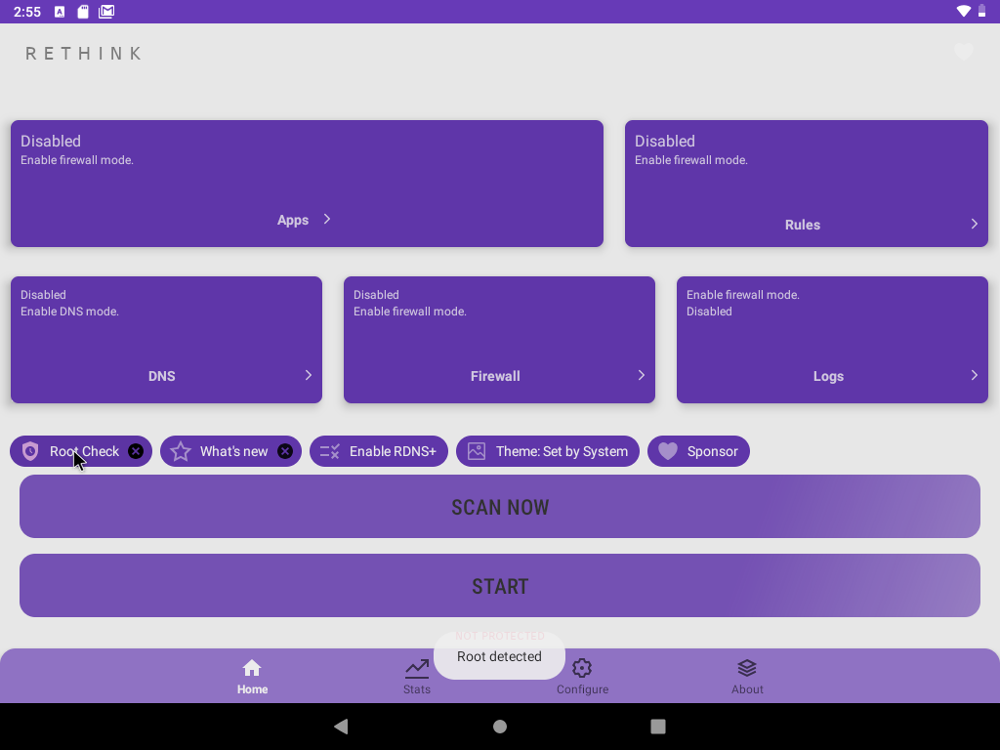 2:55
RETHINK
Disabled
Enable firewall mode.
Apps
Disabled
Enable firewall mode.
Rules
Disabled
Enable DNS mode.
DNS
Disabled
Enable firewall mode.
Firewall
Enable firewall mode.
Disabled
Logs
Root Check
What's new
Enable RDNS+
Theme: Set by System
Sponsor
SCAN NOW
START
NOT PROTECTED
Root detected
Home
Stats
Configure
About